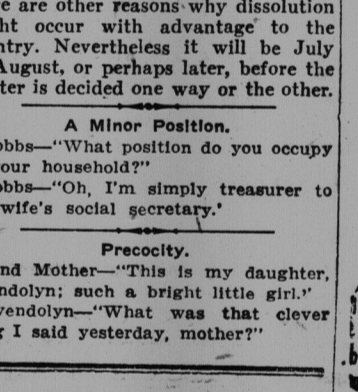 e are other reasons why dissolution
ht occur with advantage to the
ntry. Nevertheless it will be July
August, or perhaps later, before the
ter is decided one way or the other.
A Minor Position.
obbs—"What position do you occupy
our household?"
obbs—"Oh, I'm simply treasurer to
wife's social secretary.'
Precocity.
nd Mother—"This is my daughter,
ndolyn; such a bright little girl."
vendolyn—"What was that clever
g I said yesterday, mother?"